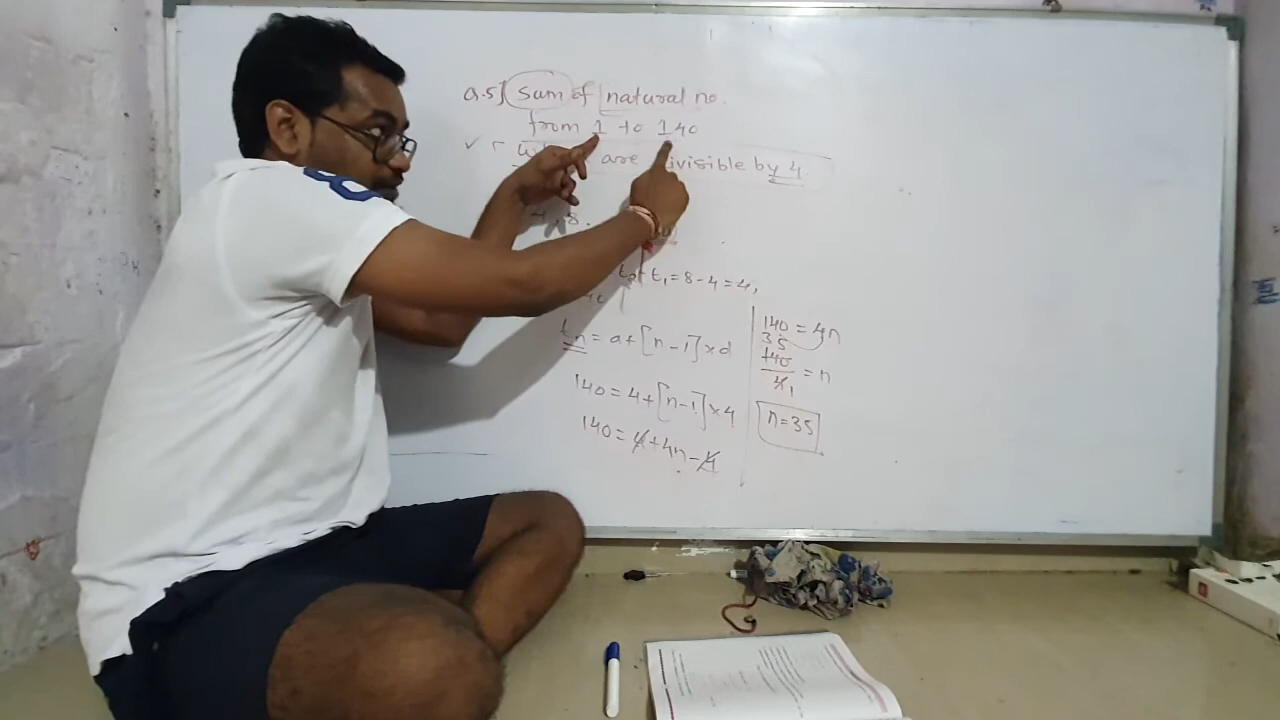 Q.5] Sum of natural no.
from 1 to 140
are divisible by 4
4, 8.
t₁ = 8 - 4 = 4,
tn = a + [n - 1] × d
140 = 4 + [n - 1] × 4
140 = 4 + 4n - 4
140 = 4n
35
140
/ 4 1 = n
n = 35